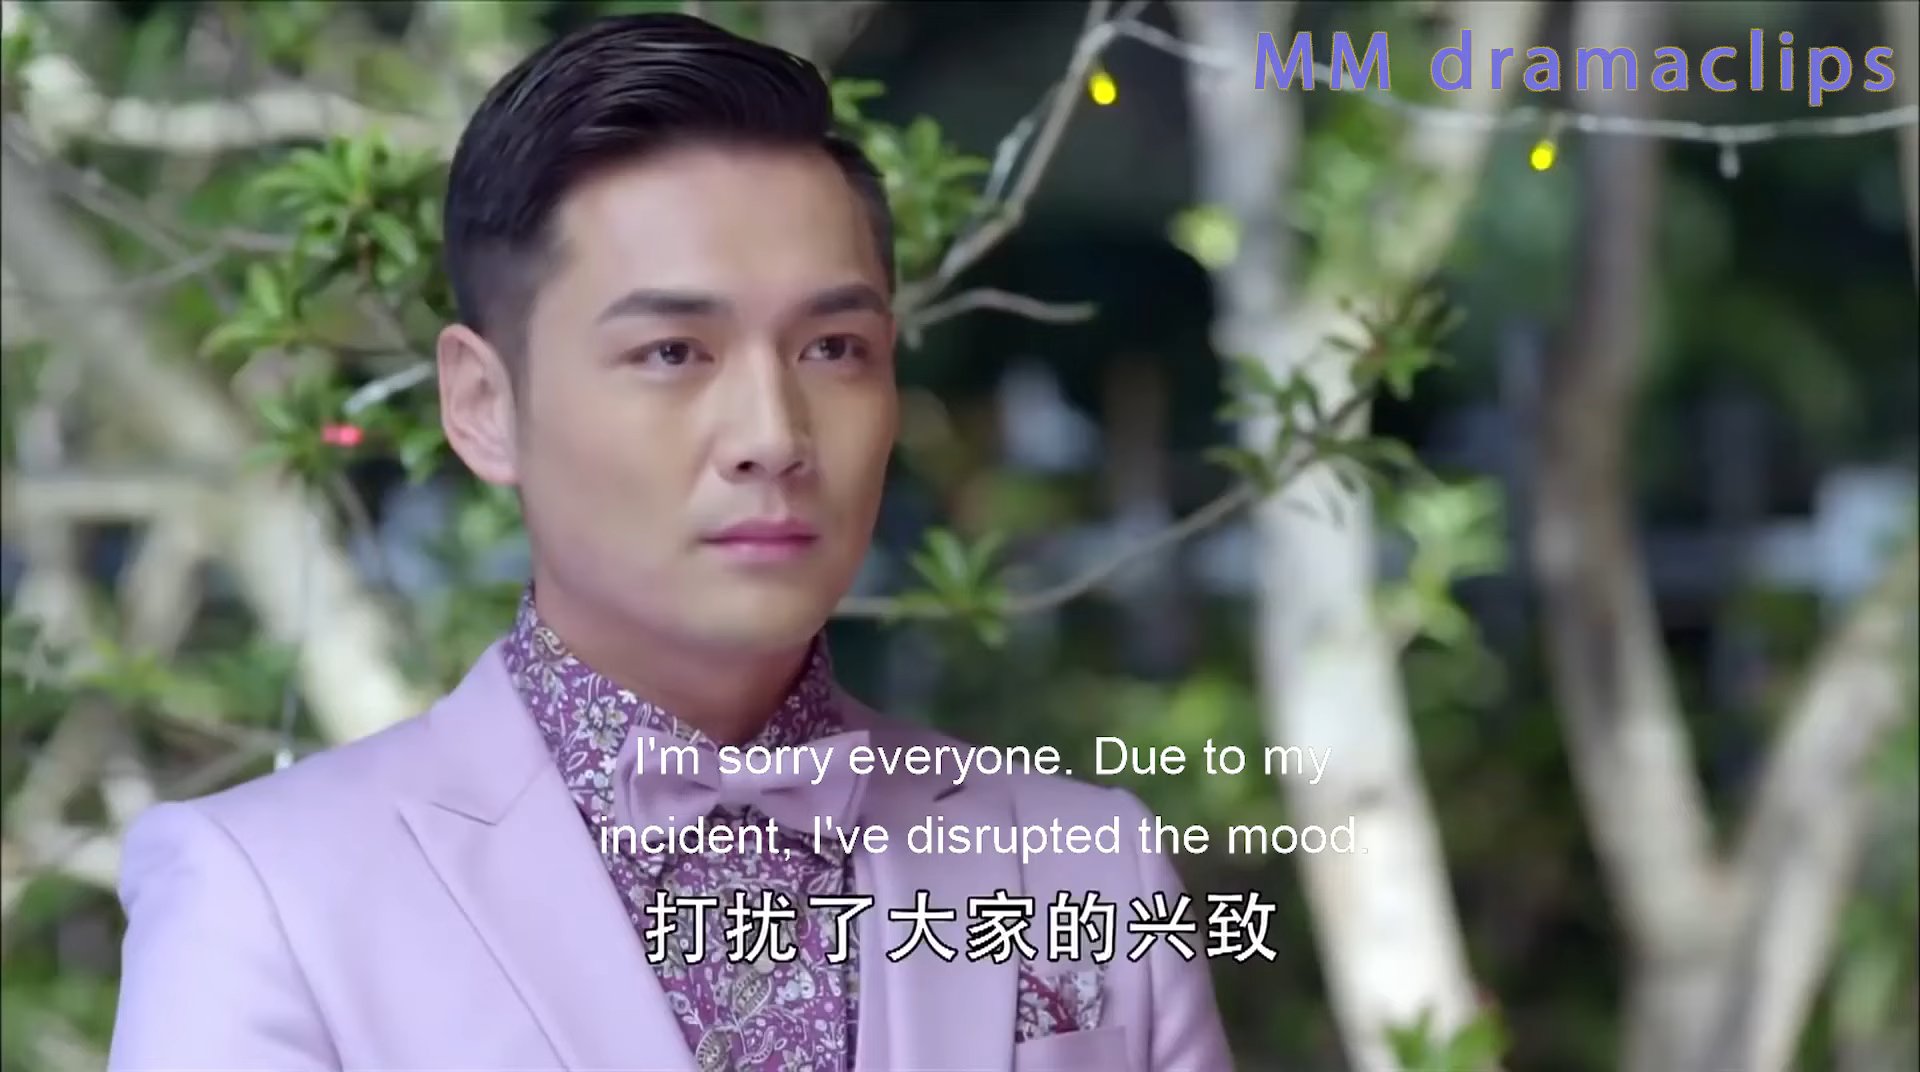 MM dramaclips
I'm sorry everyone. Due to my
incident, I've disrupted the mood.
打扰了大家的兴致